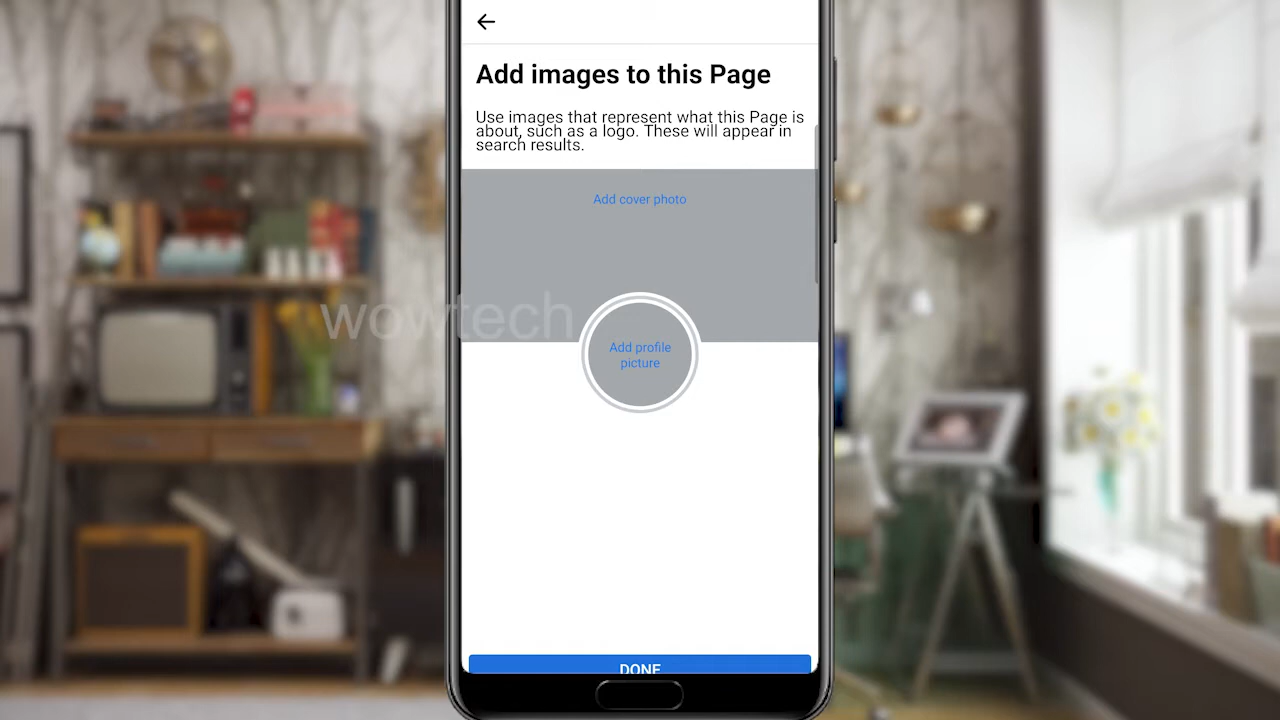 Add images to this Page
Use images that represent what this Page is
about, such as a logo. These will appear in
search results.
Add cover photo
wowtech
Add profile
picture
DONE